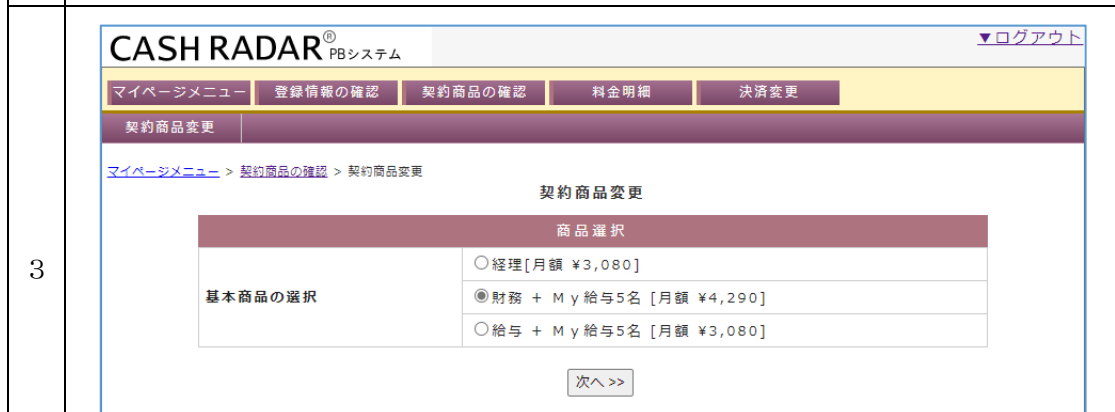 CASH RADAR® PBシステム
▼ログアウト
マイページメニュー 登録情報の確認 契約商品の確認 料金明細 決済変更
契約商品変更
マイページメニュー > 契約商品の確認 > 契約商品変更
契約商品変更
商品選択
3
基本商品の選択
経理[月額 ¥3,080]
財務 + My給与5名 [月額 ¥4,290]
給与 + My給与5名 [月額 ¥3,080]
次へ >>